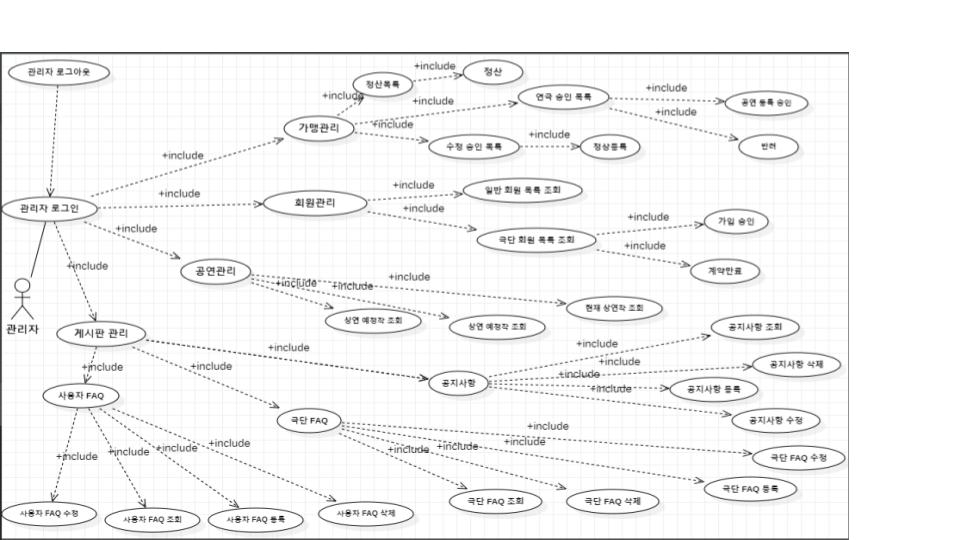 +include
정산
관리자 로그아웃
정산목록
+include
+include
연극 승인 목록
+include
공연 등록 승인
+include
가맹관리
+include
+include
수정 승인 목록
정상등록
반려
+include
+include
일반 회원 목록 조회
+include
회원관리
관리자 로그인
+include
+include
가입 승인
+include
극단 회원 목록 조회
+include
+include
공연관리
계약만료
+include
+include
+include
현재 상연작 조회
관리자
상연 예정작 조회
상연 예정작 조회
공지사항 조회
게시판 관리
+include
+include
+include
공지사항 삭제
+include
+include
+include
공지사항
+include
공지사항 등록
사용자 FAQ
극단 FAQ
공지사항 수정
+include
+include
+include
+include
+include
+include
+include
+include
극단 FAQ 수정
극단 FAQ 등록
극단 FAQ 조회
극단 FAQ 삭제
사용자 FAQ 수정
사용자 FAQ 조회
사용자 FAQ 등록
사용자 FAQ 삭제